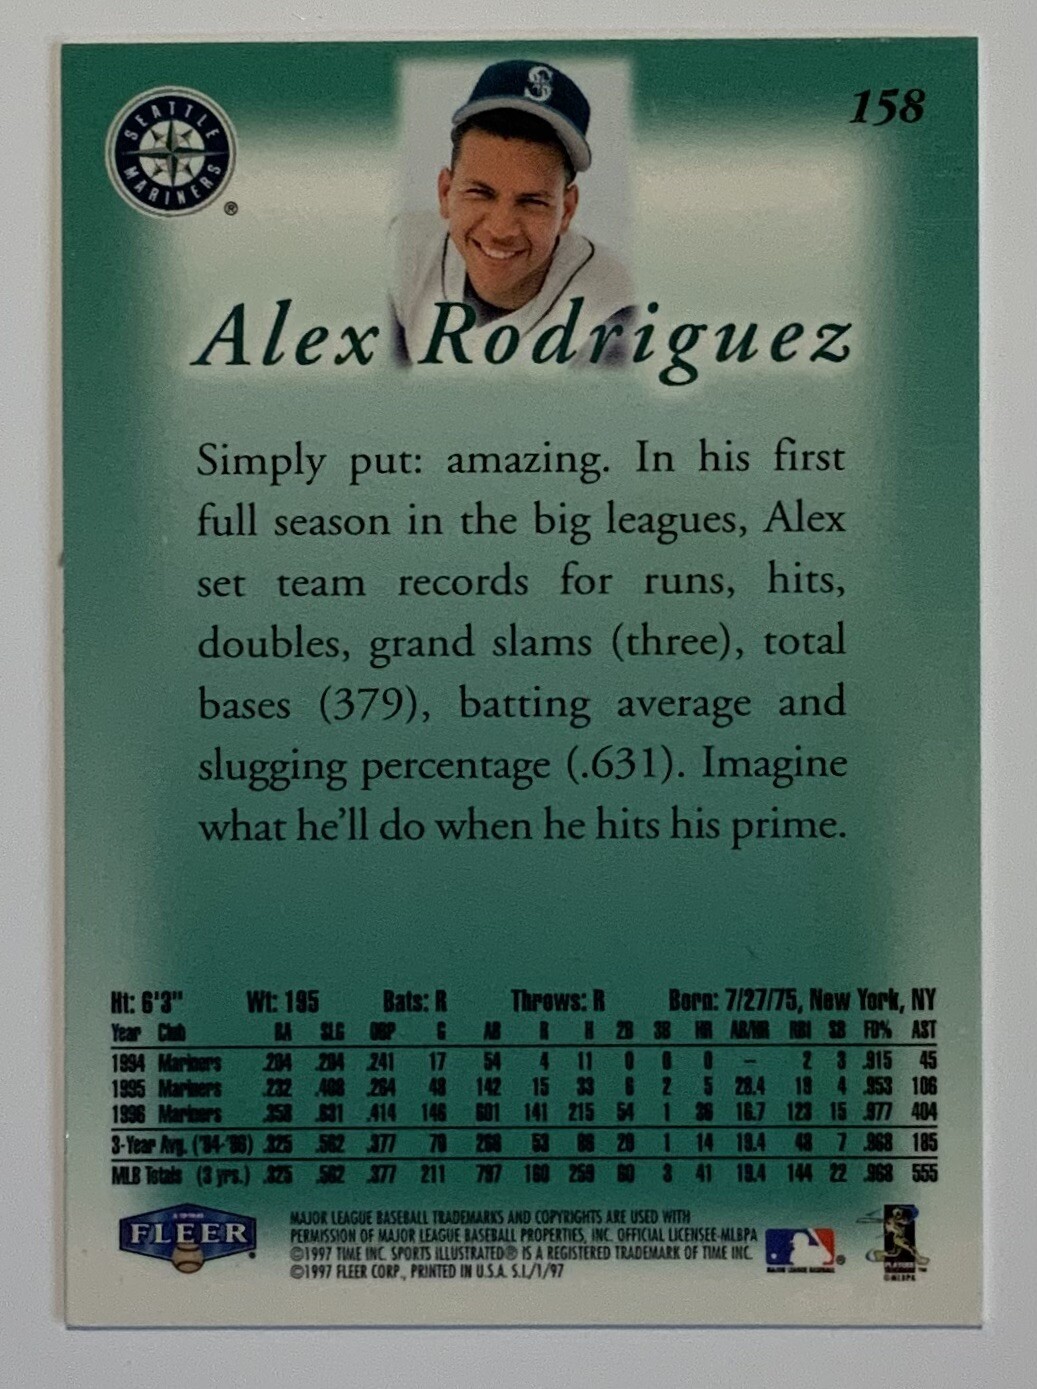 SEATTLE MARINERS ®
S
158
Alex Rodriguez
Simply put: amazing. In his first
full season in the big leagues, Alex
set team records for runs, hits,
doubles, grand slams (three), total
bases (379), batting average and
slugging percentage (.631). Imagine
what he'll do when he hits his prime.
Ht: 6'3" Wt: 195 Bats: R Throws: R Born: 7/27/75, New York, NY
Year Club BA SLG OBP G AB R H 2B 3B HR AB/HR RBI SB FD% AST
1994 Mariners .204 .204 .241 17 54 4 11 0 0 0 – 2 3 .915 45
1995 Mariners .232 .408 .264 48 142 15 33 6 2 5 28.4 19 4 .953 106
1996 Mariners .358 .631 .414 146 601 141 215 54 1 36 16.7 123 15 .977 404
3-Year Avg. ('94-'96) .325 .562 .377 70 266 53 86 20 1 14 19.4 48 7 .968 185
MLB Totals (3 yrs.) .325 .562 .377 211 797 160 259 60 3 41 19.4 144 22 .968 555
FLEER
MAJOR LEAGUE BASEBALL TRADEMARKS AND COPYRIGHTS ARE USED WITH
PERMISSION OF MAJOR LEAGUE BASEBALL PROPERTIES, INC. OFFICIAL LICENSEE-MLBPA
©1997 TIME INC. SPORTS ILLUSTRATED® IS A REGISTERED TRADEMARK OF TIME INC.
©1997 FLEER CORP., PRINTED IN U.S.A. S.I./1/97
MAJOR LEAGUE BASEBALL ®
PLAYERS
©MLBPA